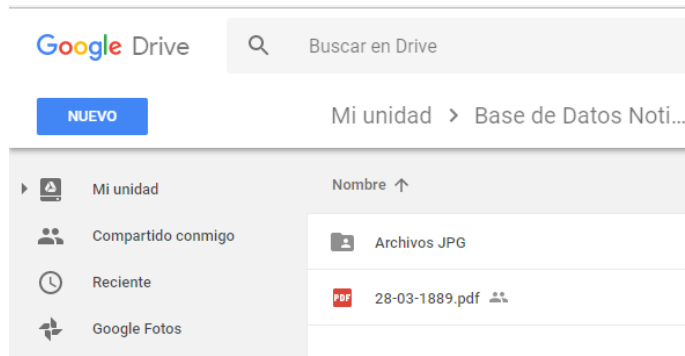 Google Drive
Buscar en Drive
NUEVO
Mi unidad > Base de Datos Noti...
Mi unidad
Compartido conmigo
Reciente
Google Fotos
Nombre ↑
Archivos JPG
PDF 28-03-1889.pdf